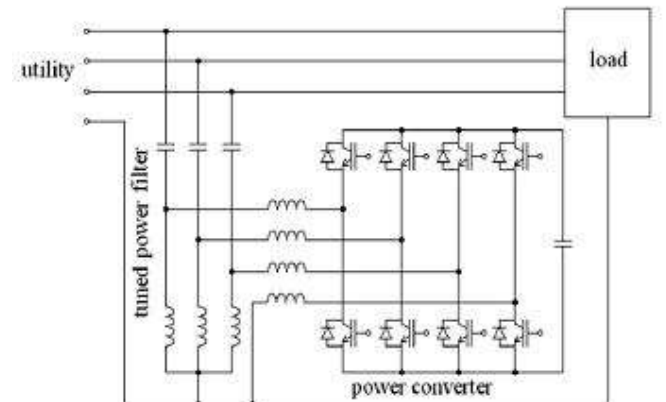 utility
load
tuned power filter
power converter